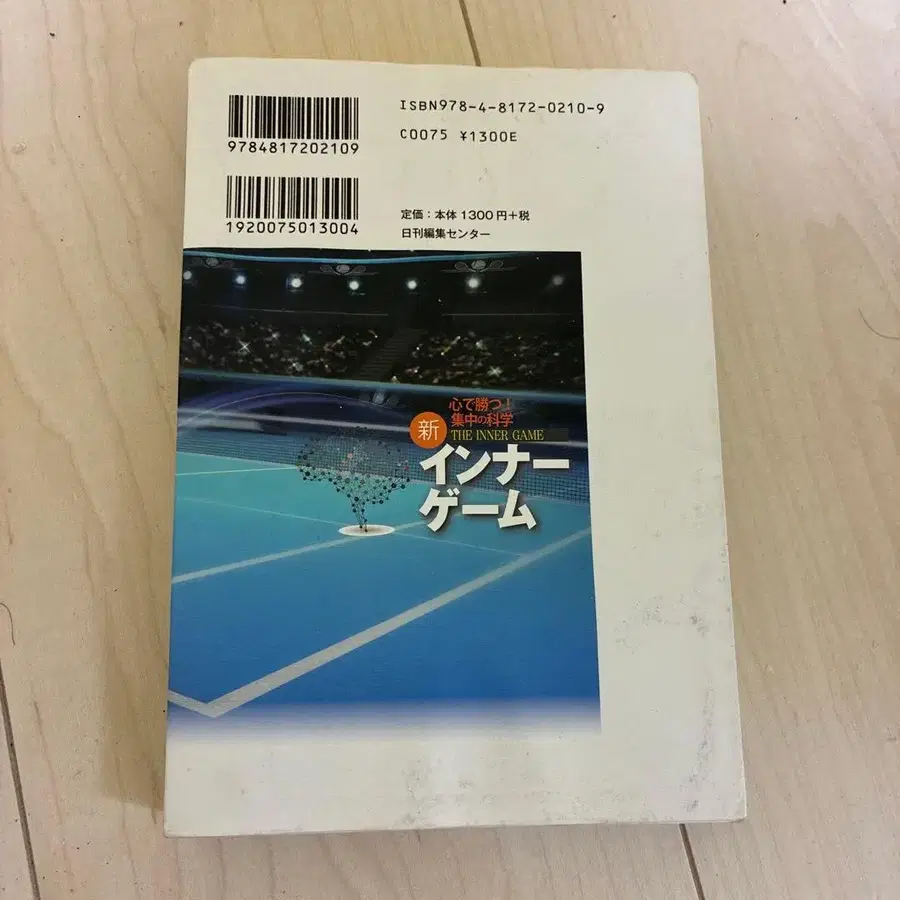 ISBN978-4-8172-0210-9
C0075 ¥1300E
9784817202109
1920075013004
定価：本体1300円+税
日刊編集センター
心で勝つ！
集中の科学
新
THE INNER GAME
インナー
ゲーム